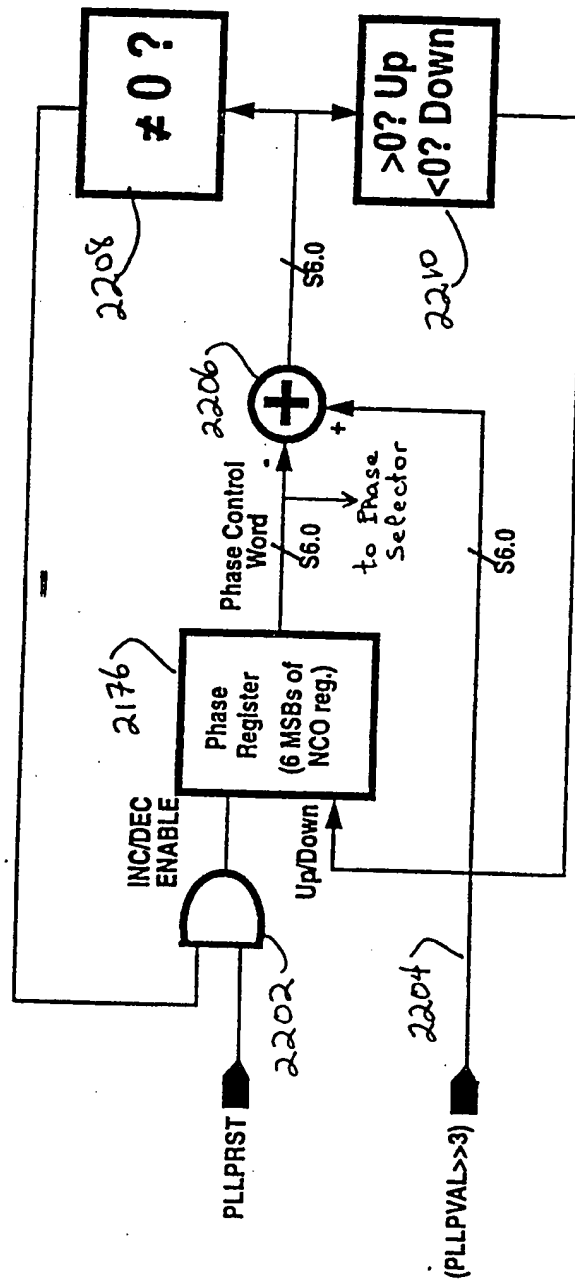 ≠ 0 ?
2208
>0? Up
<0? Down
2210
S6.0
2206
+
-
+
Phase Control
Word
S6.0
to Phase
Selector
2176
Phase
Register
(6 MSBs of
NCO reg.)
INC/DEC
ENABLE
Up/Down
2202
PLLPRST
2204
S6.0
(PLLPVAL>>3)